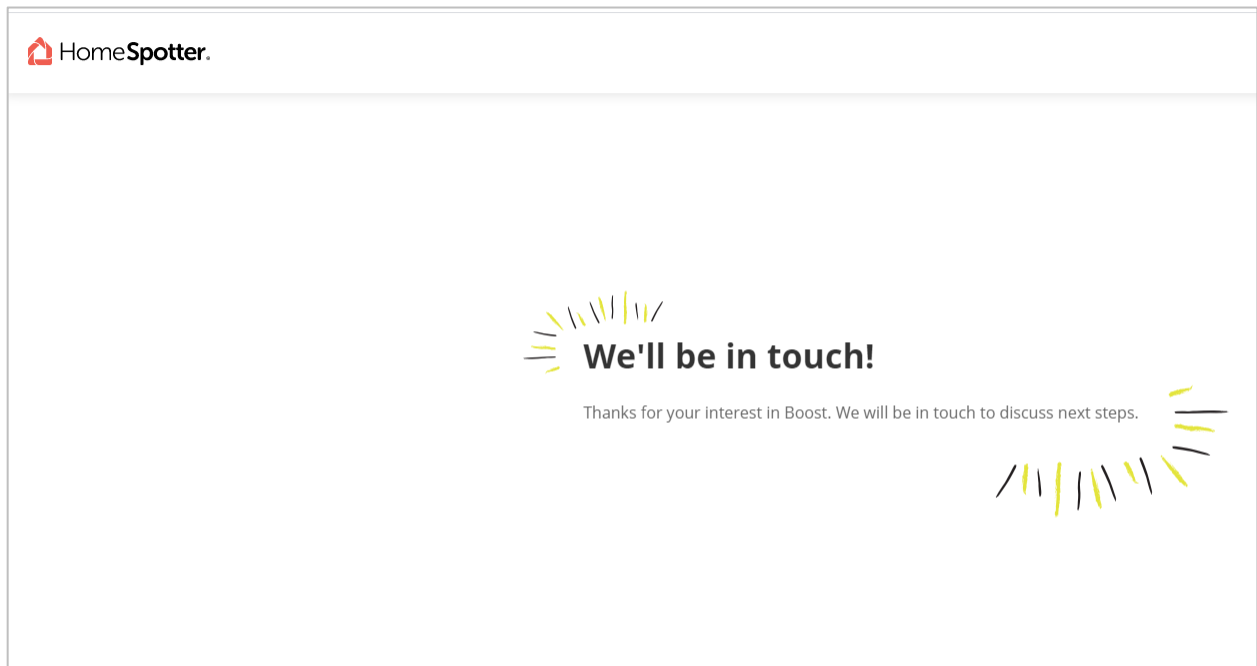 HomeSpotter.
We'll be in touch!
Thanks for your interest in Boost. We will be in touch to discuss next steps.